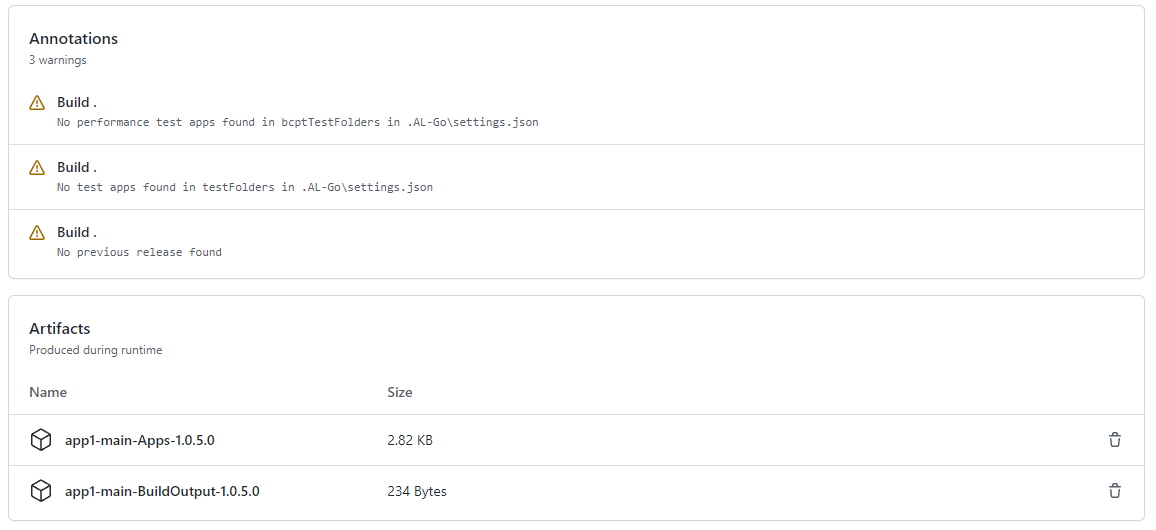 Annotations
3 warnings
Build .
No performance test apps found in bcptTestFolders in .AL-Go\settings.json
Build .
No test apps found in testFolders in .AL-Go\settings.json
Build .
No previous release found
Artifacts
Produced during runtime
Name Size
app1-main-Apps-1.0.5.0 2.82 KB
app1-main-BuildOutput-1.0.5.0 234 Bytes